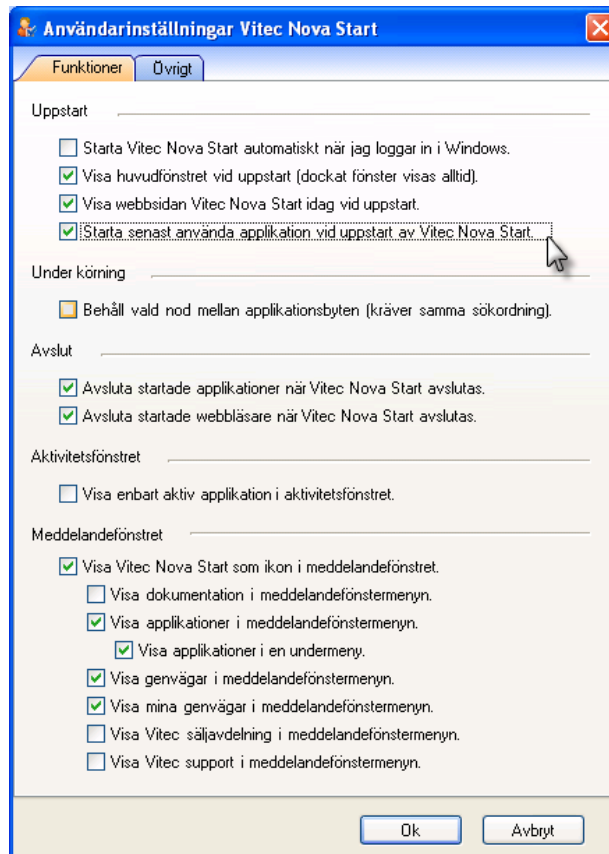 Användarinställningar Vitec Nova Start
Funktioner Övrigt
Uppstart
Starta Vitec Nova Start automatiskt när jag loggar in i Windows.
Visa huvudfönstret vid uppstart (dockat fönster visas alltid).
Visa webbsidan Vitec Nova Start idag vid uppstart.
Starta senast använda applikation vid uppstart av Vitec Nova Start.
Under körning
Behåll vald nod mellan applikationsbyten (kräver samma sökordning).
Avslut
Avsluta startade applikationer när Vitec Nova Start avslutas.
Avsluta startade webbläsare när Vitec Nova Start avslutas.
Aktivitetsfönstret
Visa enbart aktiv applikation i aktivitetsfönstret.
Meddelandefönstret
Visa Vitec Nova Start som ikon i meddelandefönstret.
Visa dokumentation i meddelandefönstermenyn.
Visa applikationer i meddelandefönstermenyn.
Visa applikationer i en undermeny.
Visa genvägar i meddelandefönstermenyn.
Visa mina genvägar i meddelandefönstermenyn.
Visa Vitec säljavdelning i meddelandefönstermenyn.
Visa Vitec support i meddelandefönstermenyn.
Ok Avbryt